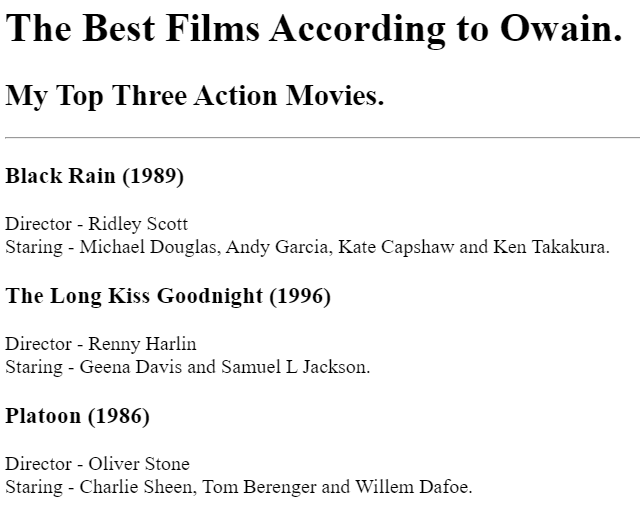 The Best Films According to Owain.
My Top Three Action Movies.
Black Rain (1989)
Director - Ridley Scott
Staring - Michael Douglas, Andy Garcia, Kate Capshaw and Ken Takakura.
The Long Kiss Goodnight (1996)
Director - Renny Harlin
Staring - Geena Davis and Samuel L Jackson.
Platoon (1986)
Director - Oliver Stone
Staring - Charlie Sheen, Tom Berenger and Willem Dafoe.